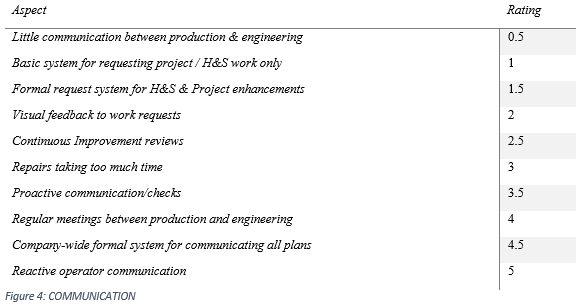 Aspect Rating
Little communication between production & engineering 0.5
Basic system for requesting project / H&S work only 1
Formal request system for H&S & Project enhancements 1.5
Visual feedback to work requests 2
Continuous Improvement reviews 2.5
Repairs taking too much time 3
Proactive communication/checks 3.5
Regular meetings between production and engineering 4
Company-wide formal system for communicating all plans 4.5
Reactive operator communication 5
Figure 4: COMMUNICATION